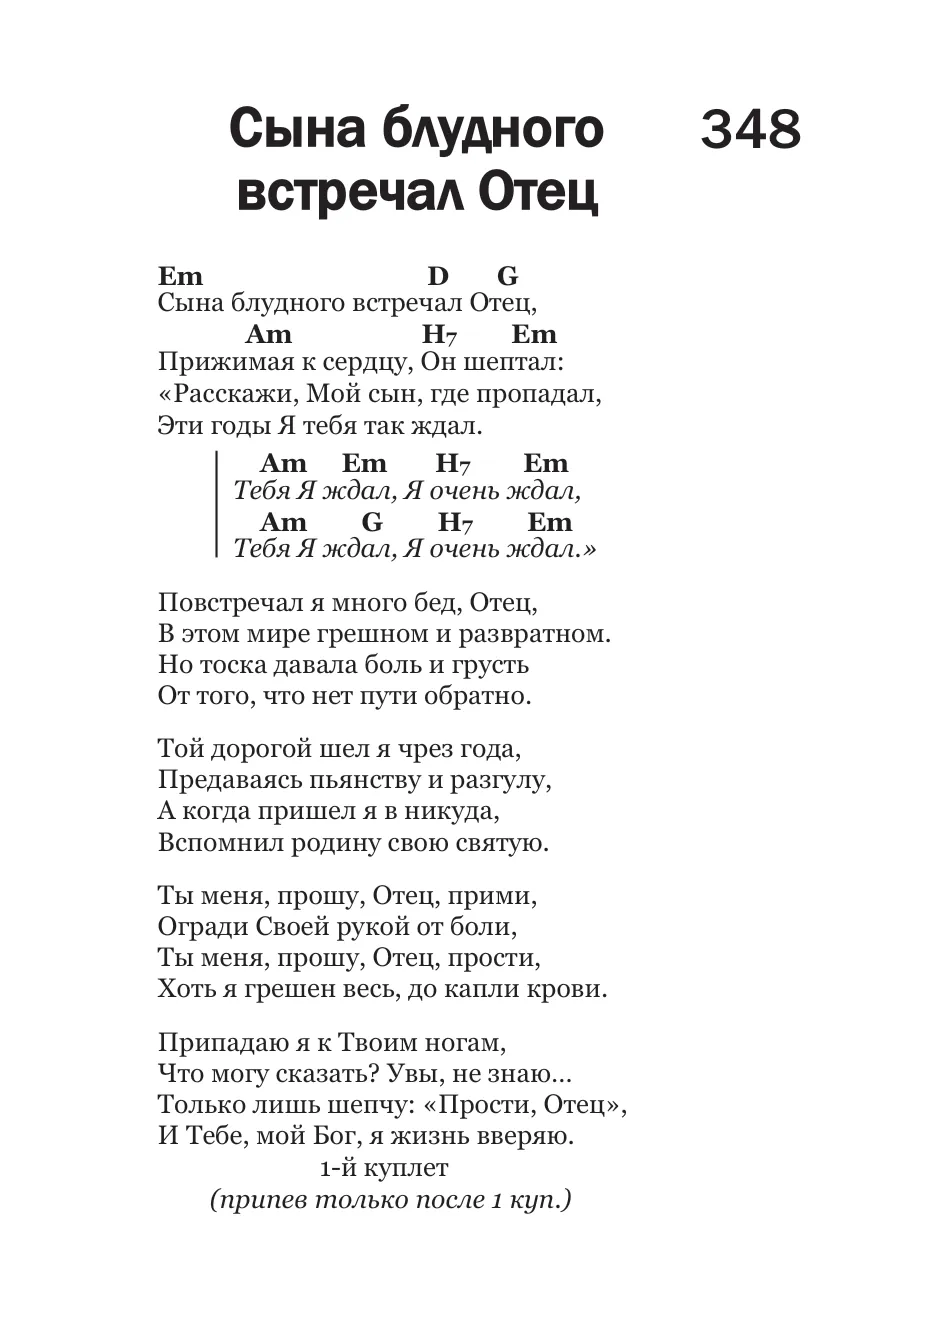 Сына блудного 348
встречал Отец
Em D G
Сына блудного встречал Отец,
Am H7 Em
Прижимая к сердцу, Он шептал:
«Расскажи, Мой сын, где пропадал,
Эти годы Я тебя так ждал.
Am Em H7 Em
Тебя Я ждал, Я очень ждал,
Am G H7 Em
Тебя Я ждал, Я очень ждал.»
Повстречал я много бед, Отец,
В этом мире грешном и развратном.
Но тоска давала боль и грусть
От того, что нет пути обратно.
Той дорогой шел я чрез года,
Предаваясь пьянству и разгулу,
А когда пришел я в никуда,
Вспомнил родину свою святую.
Ты меня, прошу, Отец, прими,
Огради Своей рукой от боли,
Ты меня, прошу, Отец, прости,
Хоть я грешен весь, до капли крови.
Припадаю я к Твоим ногам,
Что могу сказать? Увы, не знаю...
Только лишь шепчу: «Прости, Отец»,
И Тебе, мой Бог, я жизнь вверяю.
1-й куплет
(припев только после 1 куп.)